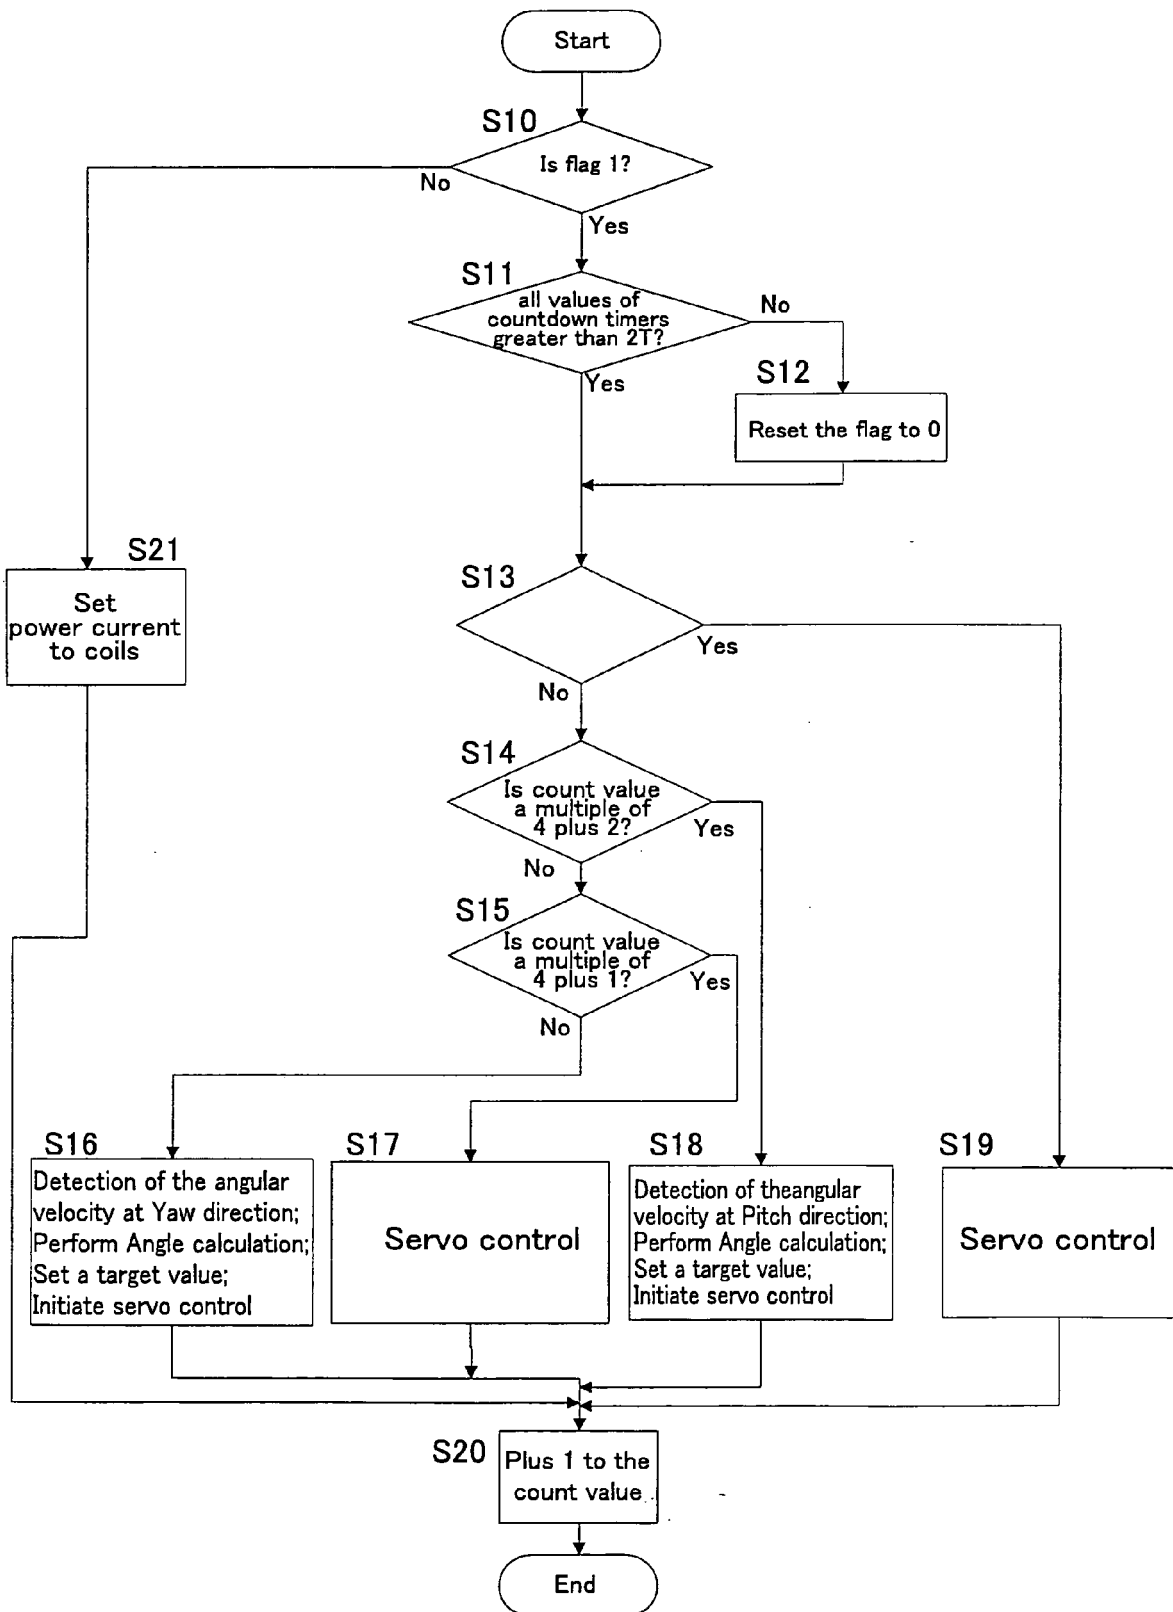 Start
S10
Is flag 1?
No
Yes
S11
all values of
countdown timers
greater than 2T?
No
Yes
S12
Reset the flag to 0
S21
Set
power current
to coils
S13
Yes
No
S14
Is count value
a multiple of
4 plus 2?
Yes
No
S15
Is count value
a multiple of
4 plus 1?
Yes
No
S16
Detection of the angular
velocity at Yaw direction;
Perform Angle calculation;
Set a target value;
Initiate servo control
S17
Servo control
S18
Detection of theangular
velocity at Pitch direction;
Perform Angle calculation;
Set a target value;
Initiate servo control
S19
Servo control
S20
Plus 1 to the
count value
End